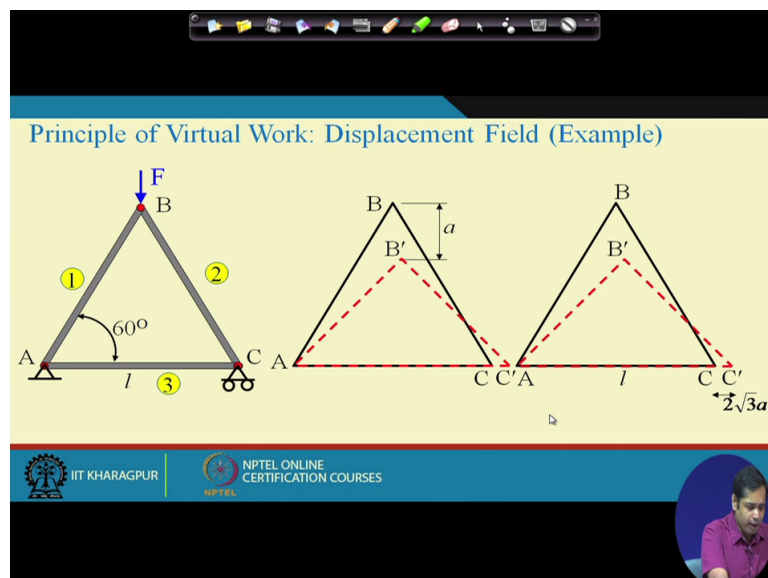 Principle of Virtual Work: Displacement Field (Example)
F
B
1
2
60º
A
C
l
3
B
a
B′
A
C C′
B
B′
A
l
C C′
2√3a
IIT KHARAGPUR
NPTEL
NPTEL ONLINE
CERTIFICATION COURSES